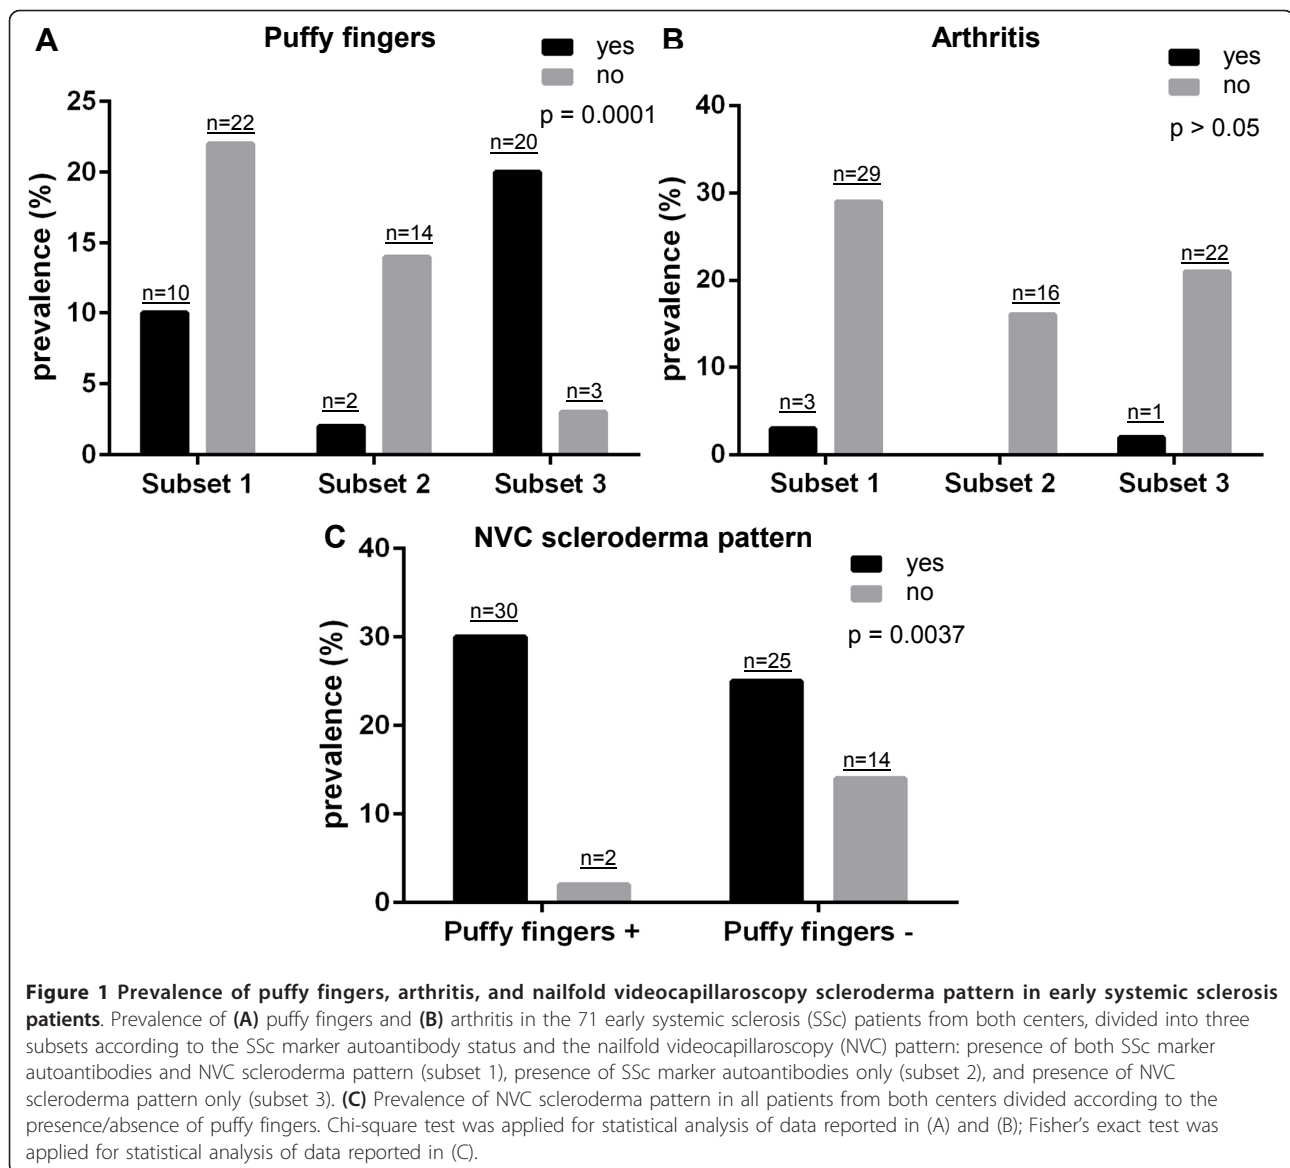 A
Puffy fingers
yes
no
p = 0.0001
prevalence (%)
25
20
15
10
5
0
n=10
n=22
n=2
n=14
n=20
n=3
Subset 1
Subset 2
Subset 3
B
Arthritis
yes
no
p > 0.05
prevalence (%)
40
30
20
10
0
n=3
n=29
n=16
n=1
n=22
Subset 1
Subset 2
Subset 3
C
NVC scleroderma pattern
yes
no
p = 0.0037
prevalence (%)
40
30
20
10
0
n=30
n=2
n=25
n=14
Puffy fingers +
Puffy fingers -
Figure 1 Prevalence of puffy fingers, arthritis, and nailfold videocapillaroscopy scleroderma pattern in early systemic sclerosis
patients. Prevalence of (A) puffy fingers and (B) arthritis in the 71 early systemic sclerosis (SSc) patients from both centers, divided into three
subsets according to the SSc marker autoantibody status and the nailfold videocapillaroscopy (NVC) pattern: presence of both SSc marker
autoantibodies and NVC scleroderma pattern (subset 1), presence of SSc marker autoantibodies only (subset 2), and presence of NVC
scleroderma pattern only (subset 3). (C) Prevalence of NVC scleroderma pattern in all patients from both centers divided according to the
presence/absence of puffy fingers. Chi-square test was applied for statistical analysis of data reported in (A) and (B); Fisher's exact test was
applied for statistical analysis of data reported in (C).